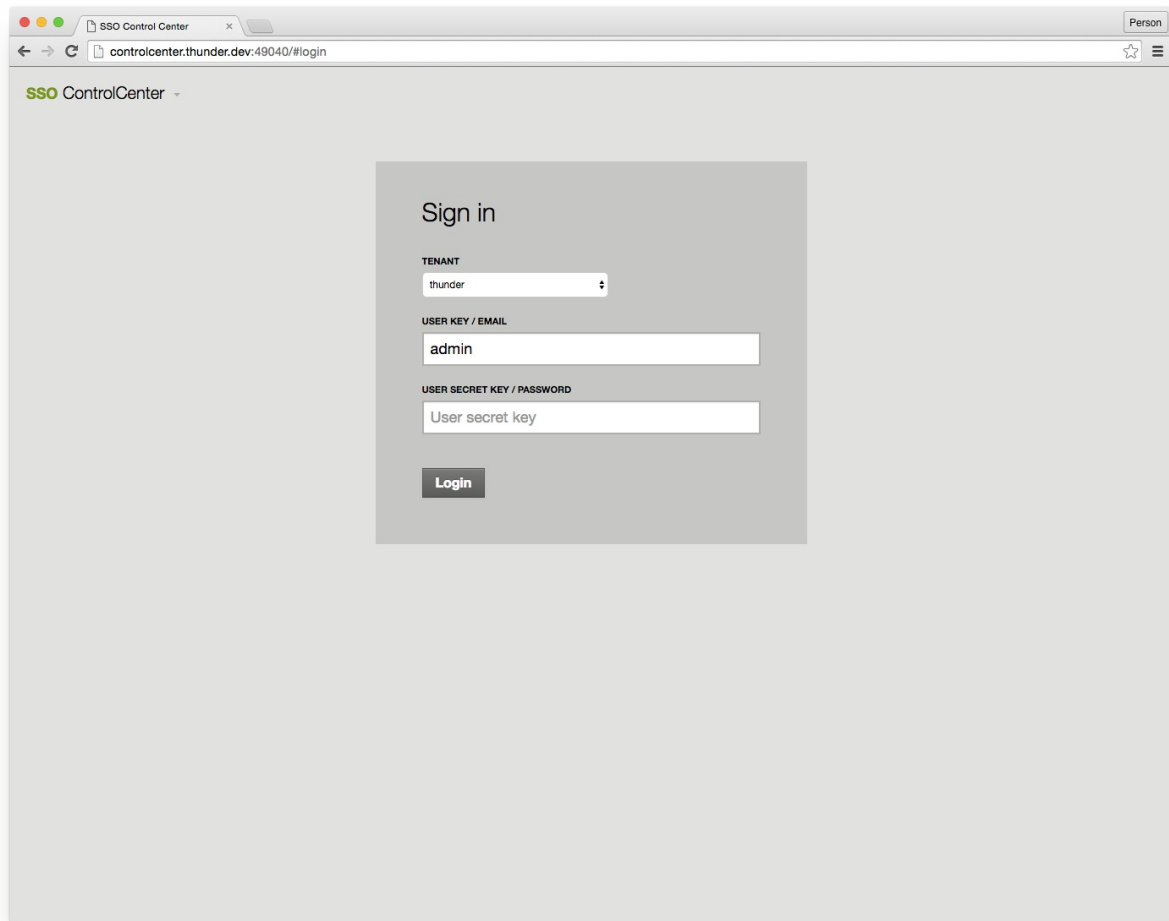 SSO Control Center
Person
controlcenter.thunder.dev:49040/#login
SSO ControlCenter
Sign in
TENANT
thunder
USER KEY / EMAIL
admin
USER SECRET KEY / PASSWORD
User secret key
Login